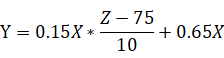 Y = 0.15X * (Z − 75)/10 + 0.65X